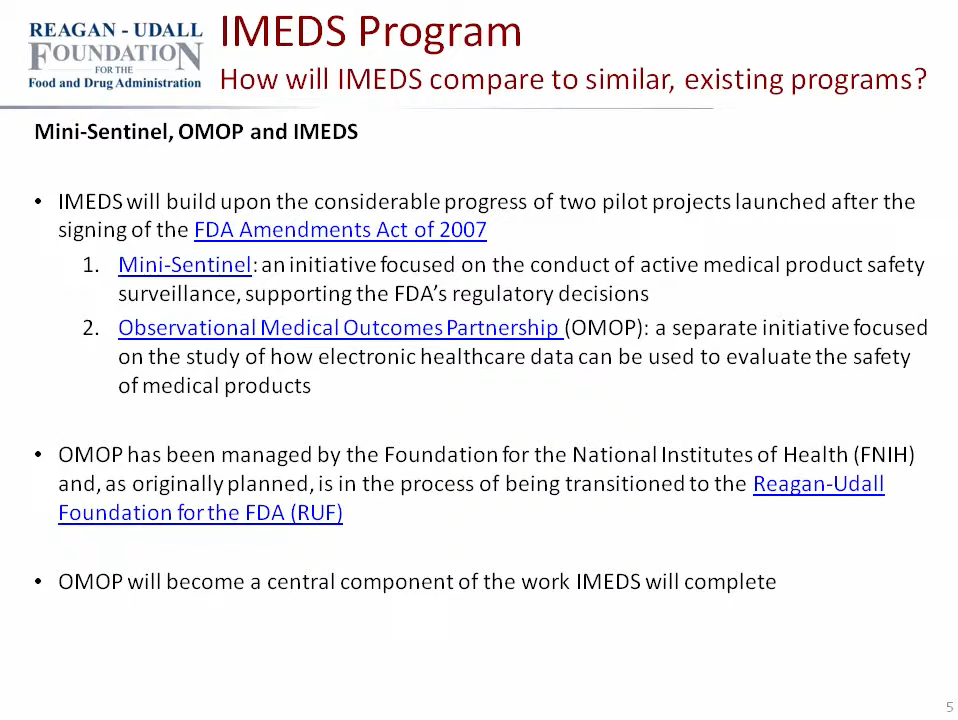 REAGAN - UDALL
FOUNDATION
FOR THE
Food and Drug Administration
IMEDS Program
How will IMEDS compare to similar, existing programs?
Mini-Sentinel, OMOP and IMEDS
• IMEDS will build upon the considerable progress of two pilot projects launched after the
signing of the FDA Amendments Act of 2007
1. Mini-Sentinel: an initiative focused on the conduct of active medical product safety
surveillance, supporting the FDA’s regulatory decisions
2. Observational Medical Outcomes Partnership (OMOP): a separate initiative focused
on the study of how electronic healthcare data can be used to evaluate the safety
of medical products
• OMOP has been managed by the Foundation for the National Institutes of Health (FNIH)
and, as originally planned, is in the process of being transitioned to the Reagan-Udall
Foundation for the FDA (RUF)
• OMOP will become a central component of the work IMEDS will complete
5